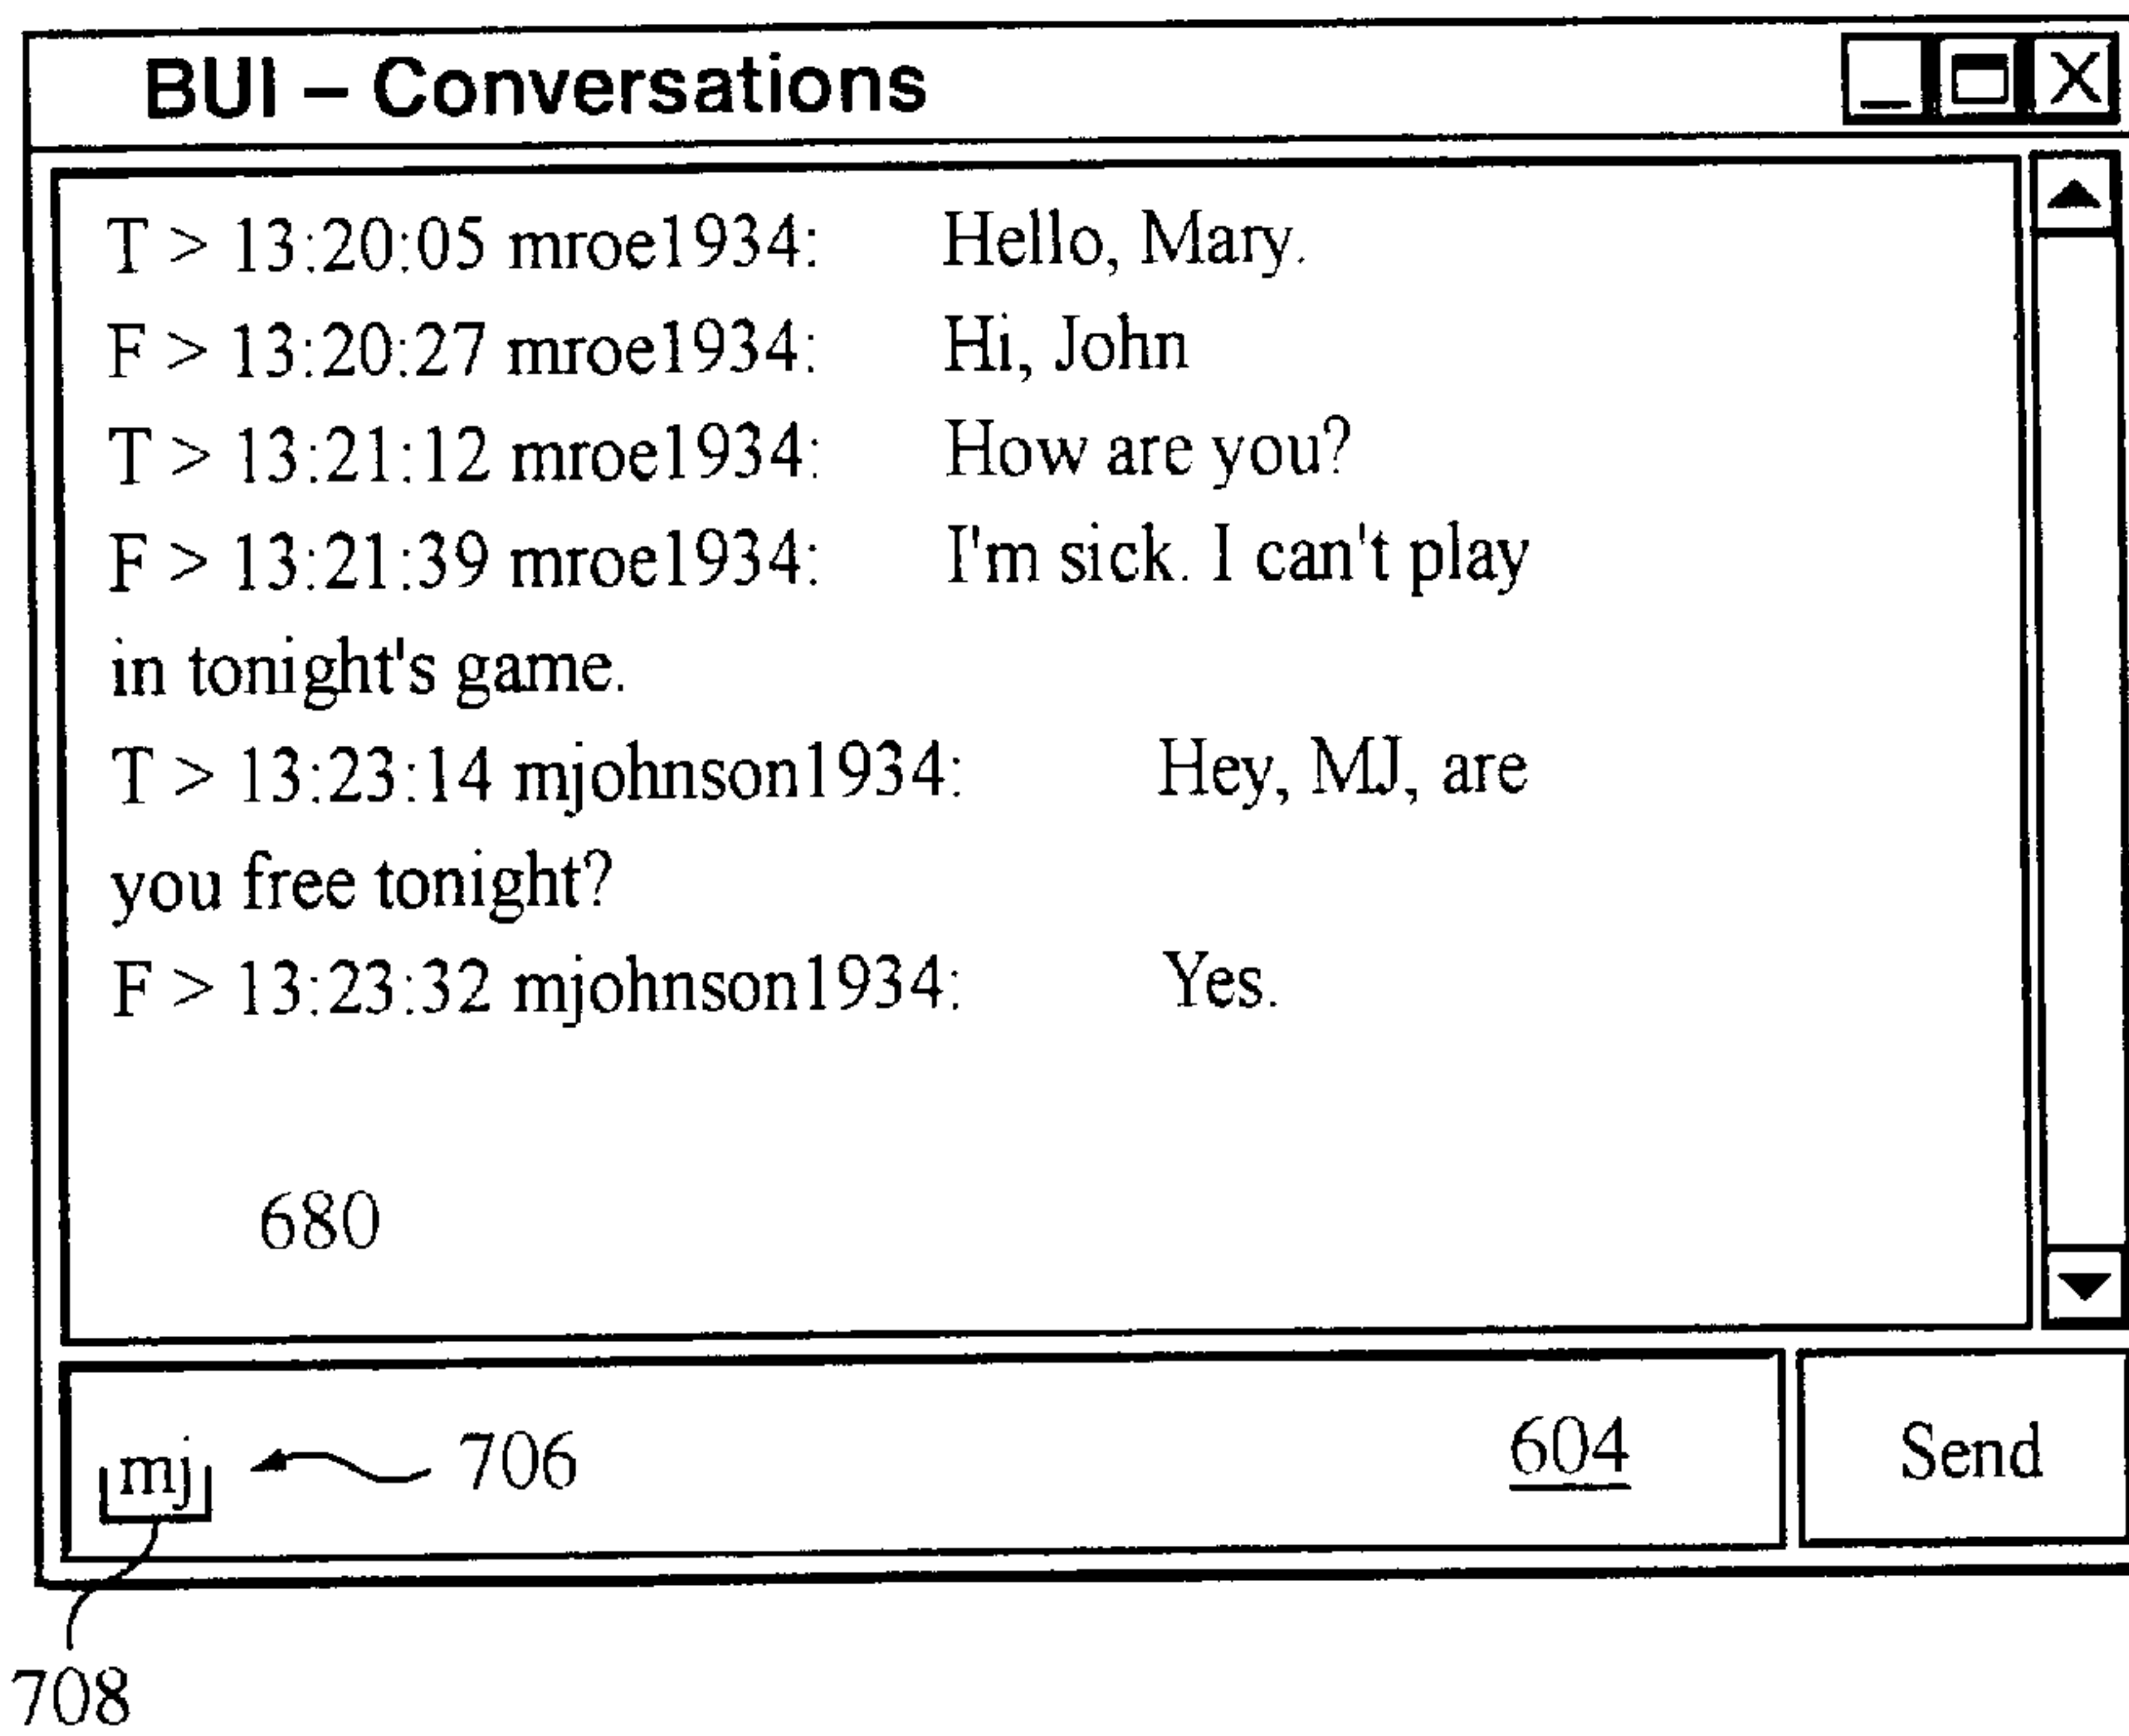 BUI – Conversations
T > 13:20:05 mroe1934: Hello, Mary.
F > 13:20:27 mroe1934: Hi, John
T > 13:21:12 mroe1934: How are you?
F > 13:21:39 mroe1934: I'm sick. I can't play
in tonight's game.
T > 13:23:14 mjohnson1934: Hey, MJ, are
you free tonight?
F > 13:23:32 mjohnson1934: Yes.
680
mj 706 604 Send
708